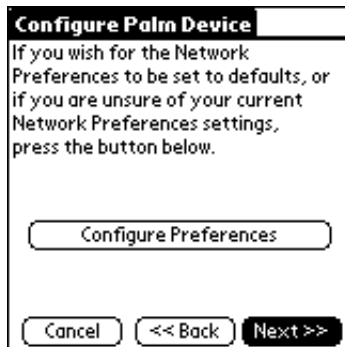 Configure Palm Device
If you wish for the Network
Preferences to be set to defaults, or
if you are unsure of your current
Network Preferences settings,
press the button below.
Configure Preferences
Cancel << Back Next >>